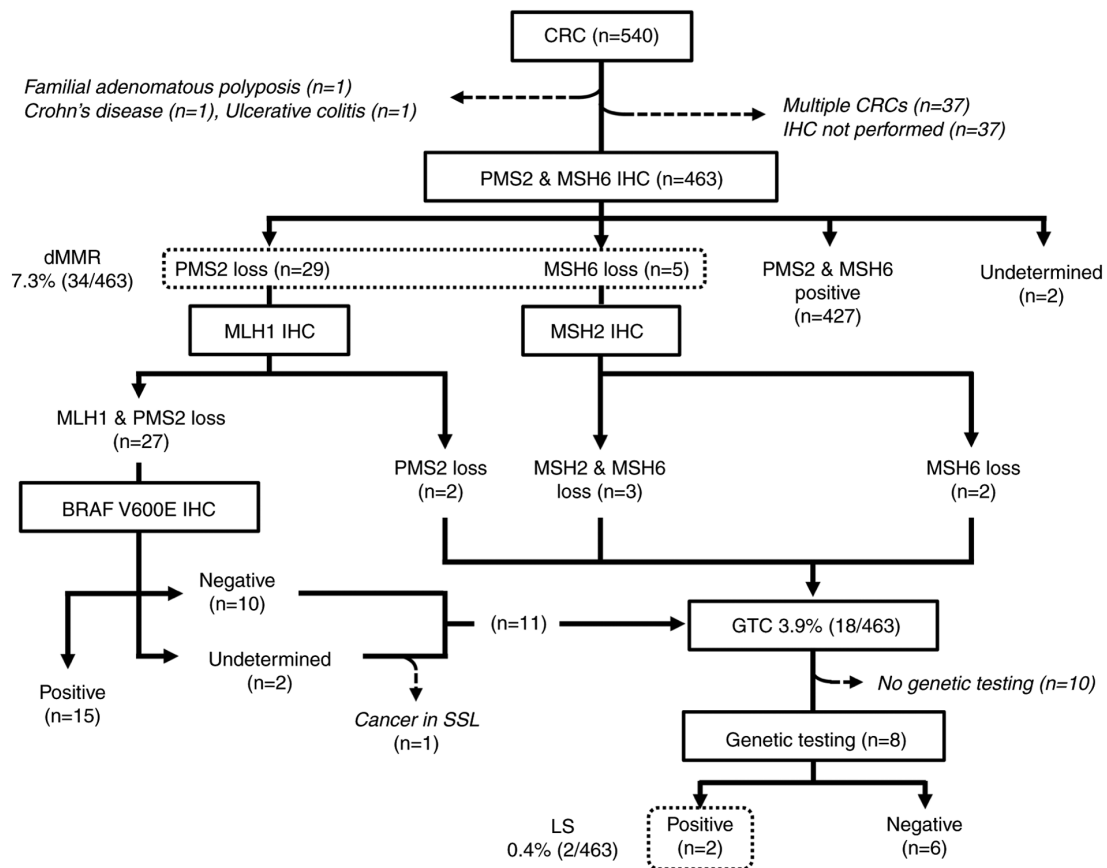 CRC (n=540)
Familial adenomatous polyposis (n=1)
Crohn's disease (n=1), Ulcerative colitis (n=1)
Multiple CRCs (n=37)
IHC not performed (n=37)
PMS2 & MSH6 IHC (n=463)
dMMR
7.3% (34/463)
PMS2 loss (n=29)
MSH6 loss (n=5)
PMS2 & MSH6
positive
(n=427)
Undetermined
(n=2)
MLH1 IHC
MSH2 IHC
MLH1 & PMS2 loss
(n=27)
PMS2 loss
(n=2)
MSH2 & MSH6
loss (n=3)
MSH6 loss
(n=2)
BRAF V600E IHC
Negative
(n=10)
Undetermined
(n=2)
Positive
(n=15)
Cancer in SSL
(n=1)
(n=11)
GTC 3.9% (18/463)
No genetic testing (n=10)
Genetic testing (n=8)
LS
0.4% (2/463)
Positive
(n=2)
Negative
(n=6)